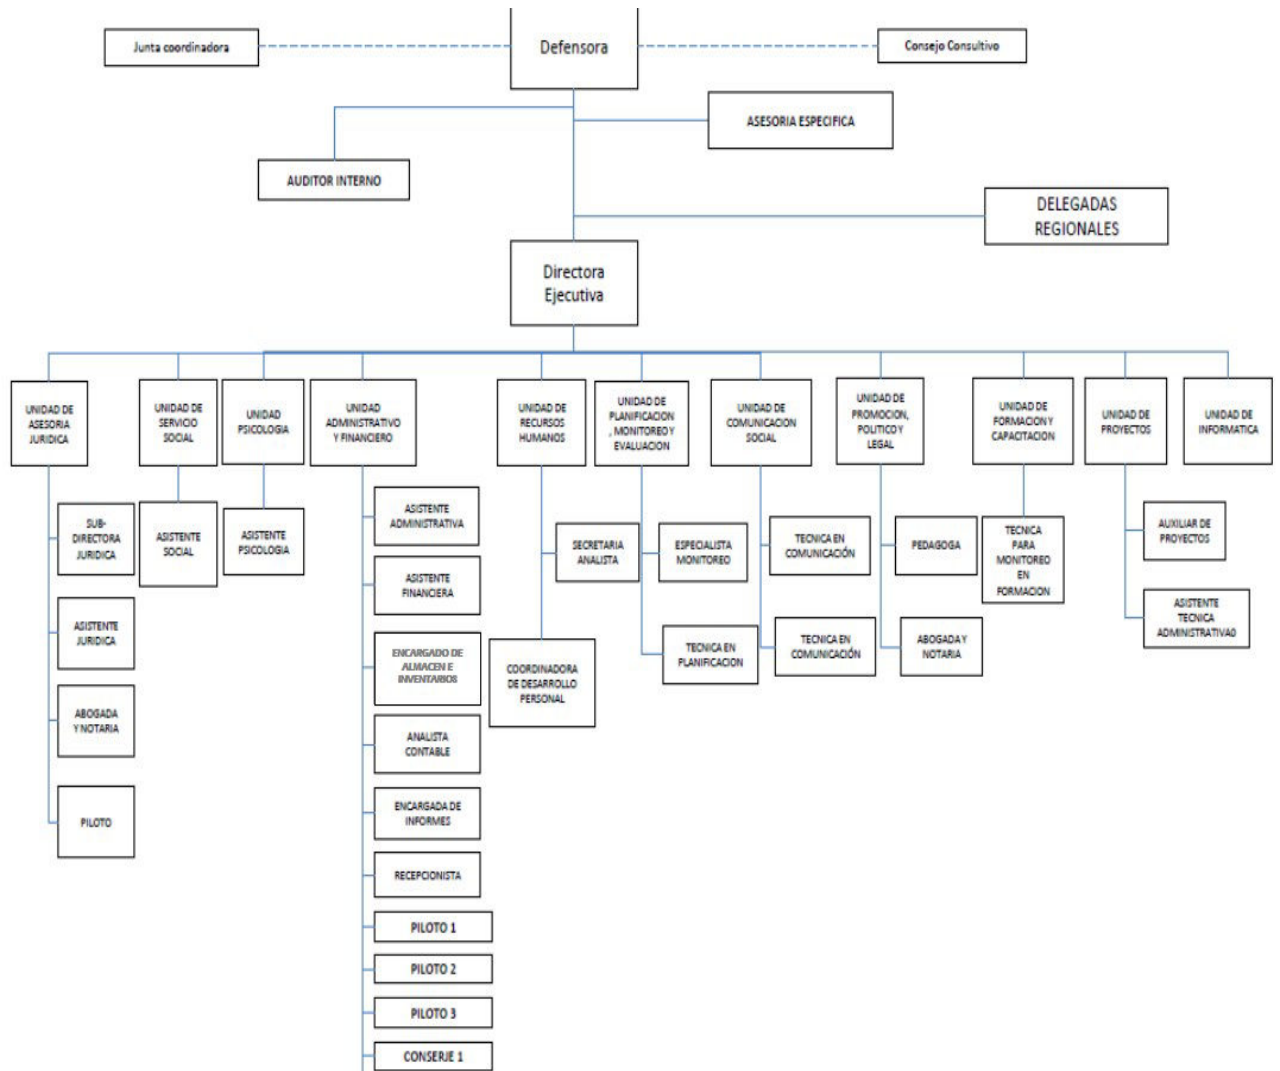 Junta coordinadora
Defensora
Consejo Consultivo
ASESORIA ESPECIFICA
AUDITOR INTERNO
DELEGADAS
REGIONALES
Directora
Ejecutiva
UNIDAD DE
ASESORIA
JURIDICA
UNIDAD DE
SERVICIO
SOCIAL
UNIDAD
PSICOLOGIA
UNIDAD
ADMINISTRATIVO
Y FINANCIERO
UNIDAD DE
RECURSOS
HUMANOS
UNIDAD DE
PLANIFICACION
, MONITOREO Y
EVALUACION
UNIDAD DE
COMUNICACION
SOCIAL
UNIDAD DE
PROMOCION,
POLITICO Y
LEGAL
UNIDAD DE
FORMACION Y
CAPACITACION
UNIDAD DE
PROYECTOS
UNIDAD DE
INFORMATICA
SUB-
DIRECTORA
JURIDICA
ASISTENTE
JURIDICA
ABOGADA
Y NOTARIA
PILOTO
ASISTENTE
SOCIAL
ASISTENTE
PSICOLOGIA
ASISTENTE
ADMINISTRATIVA
ASISTENTE
FINANCIERA
ENCARGADO DE
ALMACEN E
INVENTARIOS
ANALISTA
CONTABLE
ENCARGADA DE
INFORMES
RECEPCIONISTA
PILOTO 1
PILOTO 2
PILOTO 3
CONSERJE 1
SECRETARIA
ANALISTA
COORDINADORA
DE DESARROLLO
PERSONAL
ESPECIALISTA
MONITOREO
TECNICA EN
PLANIFICACION
TECNICA EN
COMUNICACIÓN
TECNICA EN
COMUNICACIÓN
PEDAGOGA
ABOGADA Y
NOTARIA
TECNICA
PARA
MONITOREO
EN
FORMACION
AUXILIAR DE
PROYECTOS
ASISTENTE
TECNICA
ADMINISTRATIVA0